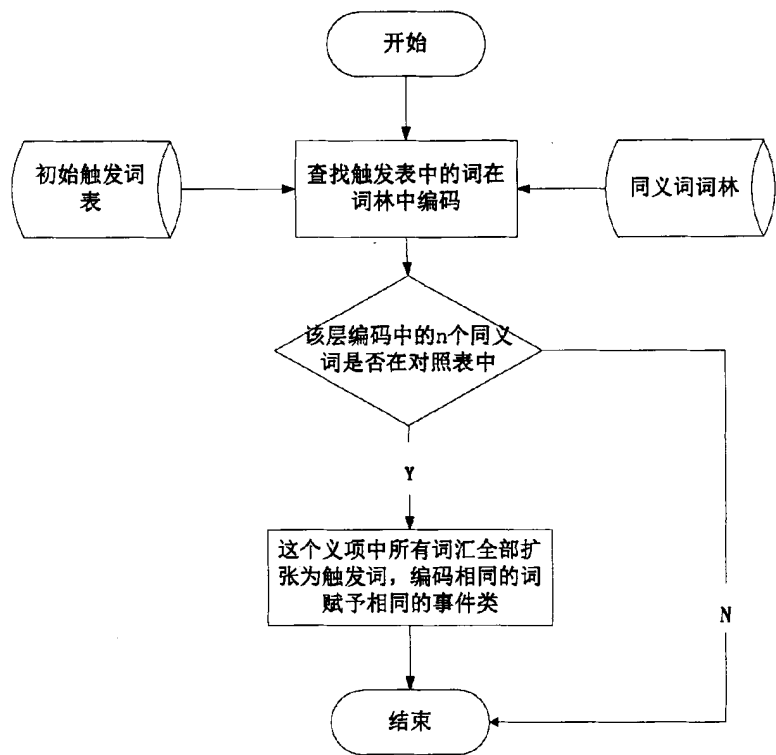 开始
初始触发词
表
查找触发表中的词在
词林中编码
同义词词林
该层编码中的n个同义
词是否在对照表中
Y
这个义项中所有词汇全部扩
张为触发词，编码相同的词
赋予相同的事件类
N
结束